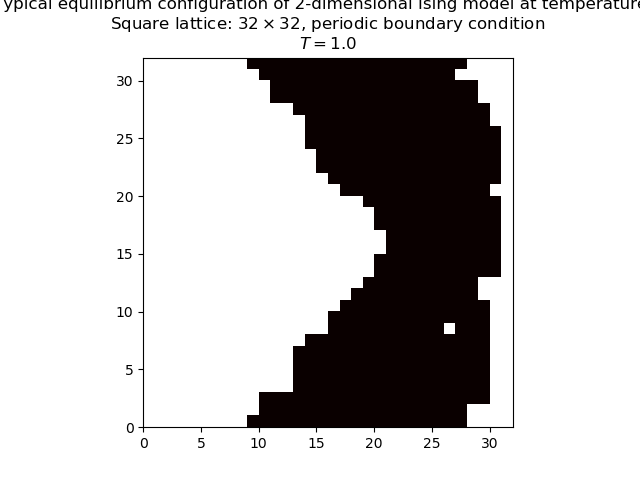 ypical equilibrium configuration of 2-dimensional Ising model at temperature
Square lattice: 32 × 32, periodic boundary condition
T = 1.0
30
25
20
15
10
5
0
0 5 10 15 20 25 30